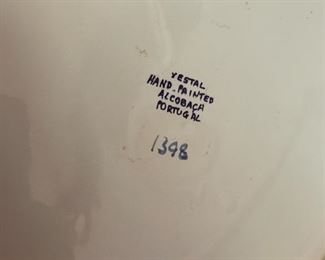 VESTAL
HAND-PAINTED
ALCOBACA
PORTUGAL
1398